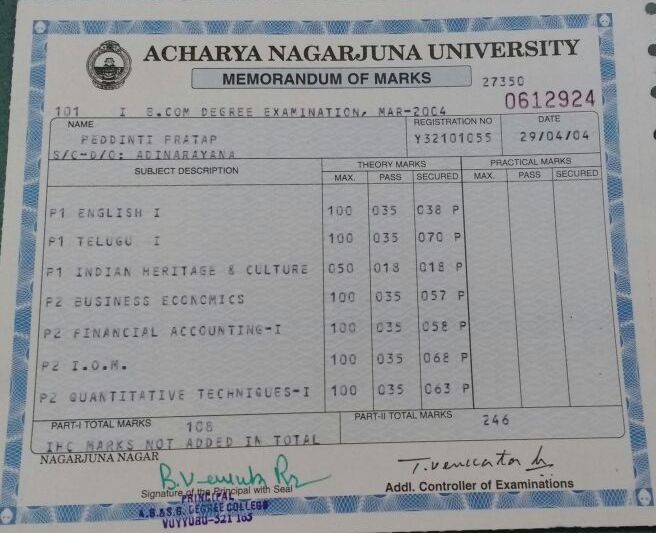 ACHARYA NAGARJUNA UNIVERSITY
MEMORANDUM OF MARKS
27350
0612924
101 I B.COM DEGREE EXAMINATION, MAR-2004
NAME REGISTRATION NO DATE
PEDDINTI PRATAP Y32101055 29/04/04
S/C-D/O: ADINARAYANA
SUBJECT DESCRIPTION THEORY MARKS PRACTICAL MARKS
MAX. PASS SECURED MAX. PASS SECURED
P1 ENGLISH I 100 035 038 P
P1 TELUGU I 100 035 070 P
P1 INDIAN HERITAGE & CULTURE 050 018 018 P
P2 BUSINESS ECONOMICS 100 035 057 P
P2 FINANCIAL ACCOUNTING-I 100 035 058 P
P2 I.O.M. 100 035 068 P
P2 QUANTITATIVE TECHNIQUES-I 100 035 063 P
PART-I TOTAL MARKS 108 PART-II TOTAL MARKS 246
IHC MARKS NOT ADDED IN TOTAL
NAGARJUNA NAGAR
Signature of the Principal with Seal
Addl. Controller of Examinations
PRINCIPAL
A.G.&S.G. DEGREE COLLEGE
VUYYURU-521 165